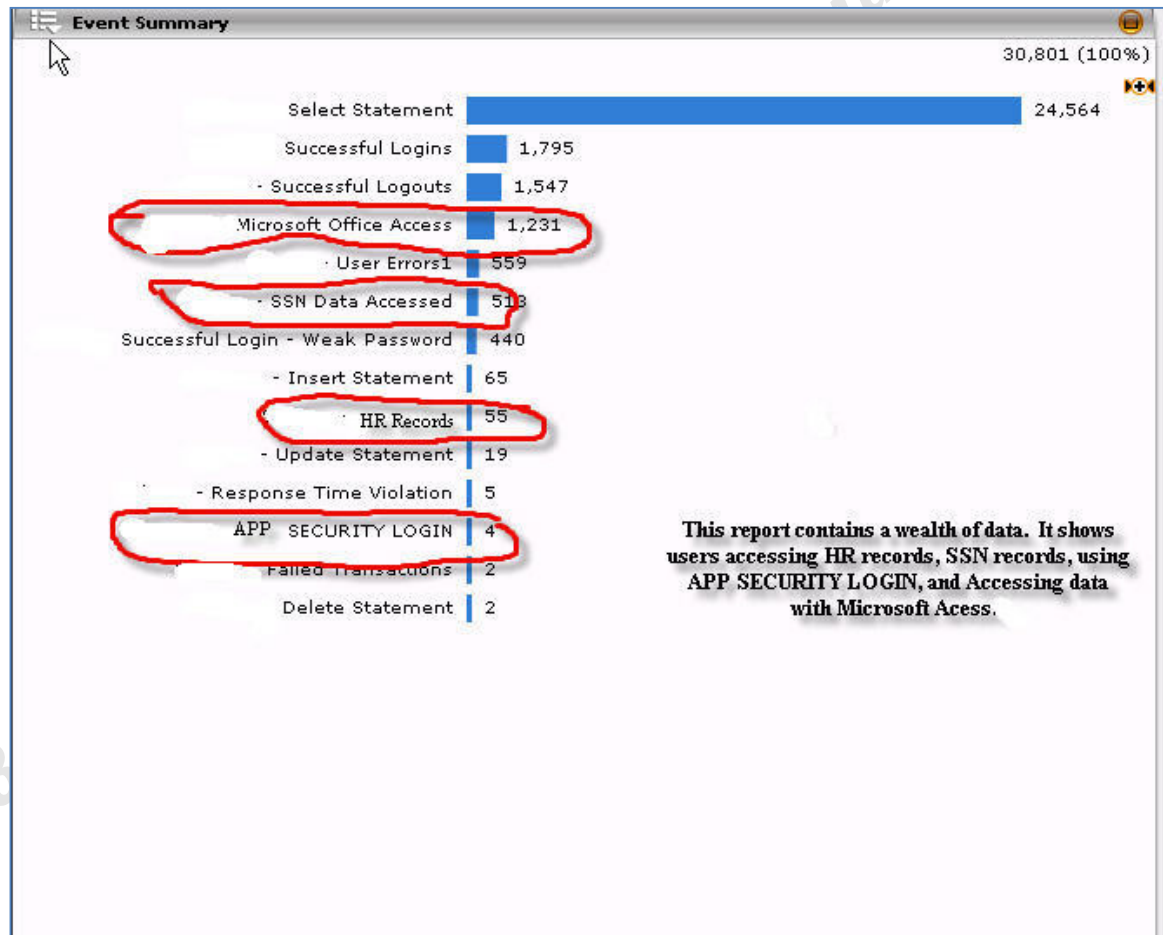 Event Summary
30,801 (100%)
Select Statement 24,564
Successful Logins 1,795
- Successful Logouts 1,547
Microsoft Office Access 1,231
- User Errors1 559
- SSN Data Accessed 513
Successful Login - Weak Password 440
- Insert Statement 65
HR Records 55
- Update Statement 19
- Response Time Violation 5
APP SECURITY LOGIN 4
Failed Transactions 2
Delete Statement 2
This report contains a wealth of data. It shows
users accessing HR records, SSN records, using
APP SECURITY LOGIN, and Accessing data
with Microsoft Acess.